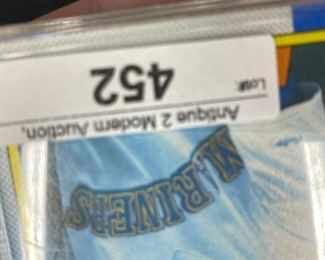 Antique 2 Modern Auction,
Lot#:
452
MARINERS